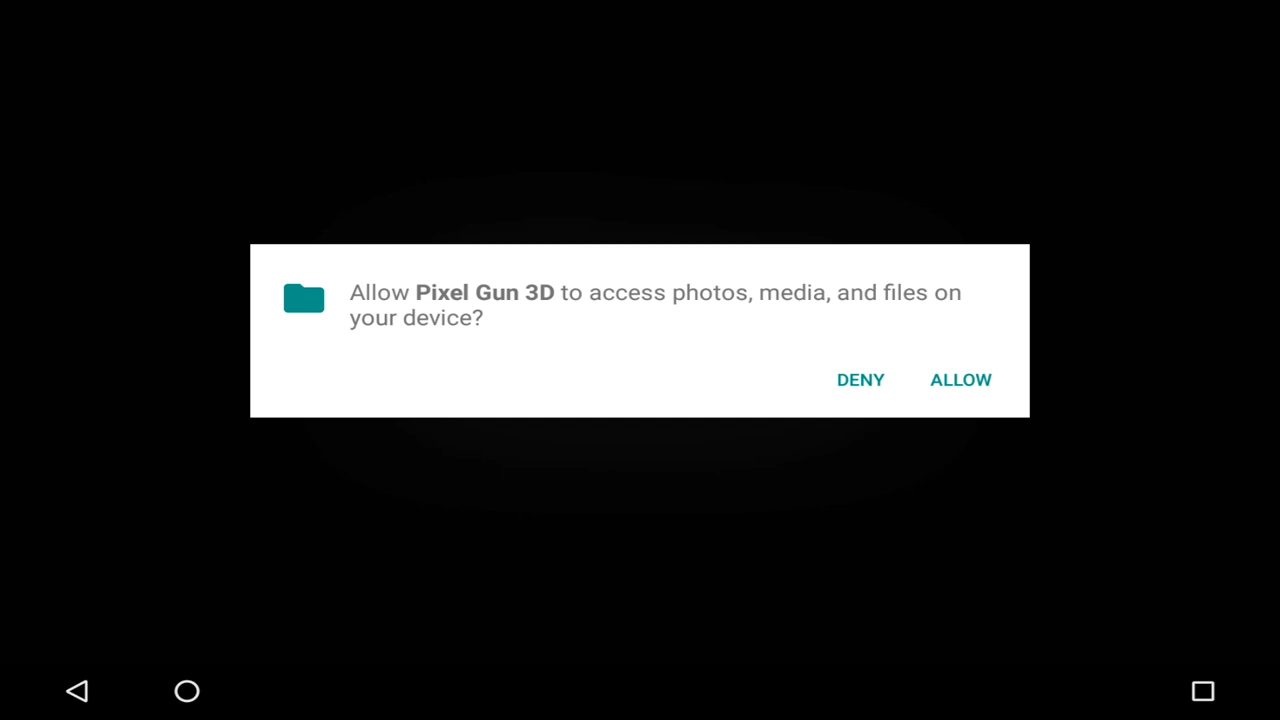 Allow Pixel Gun 3D to access photos, media, and files on
your device?
DENY ALLOW